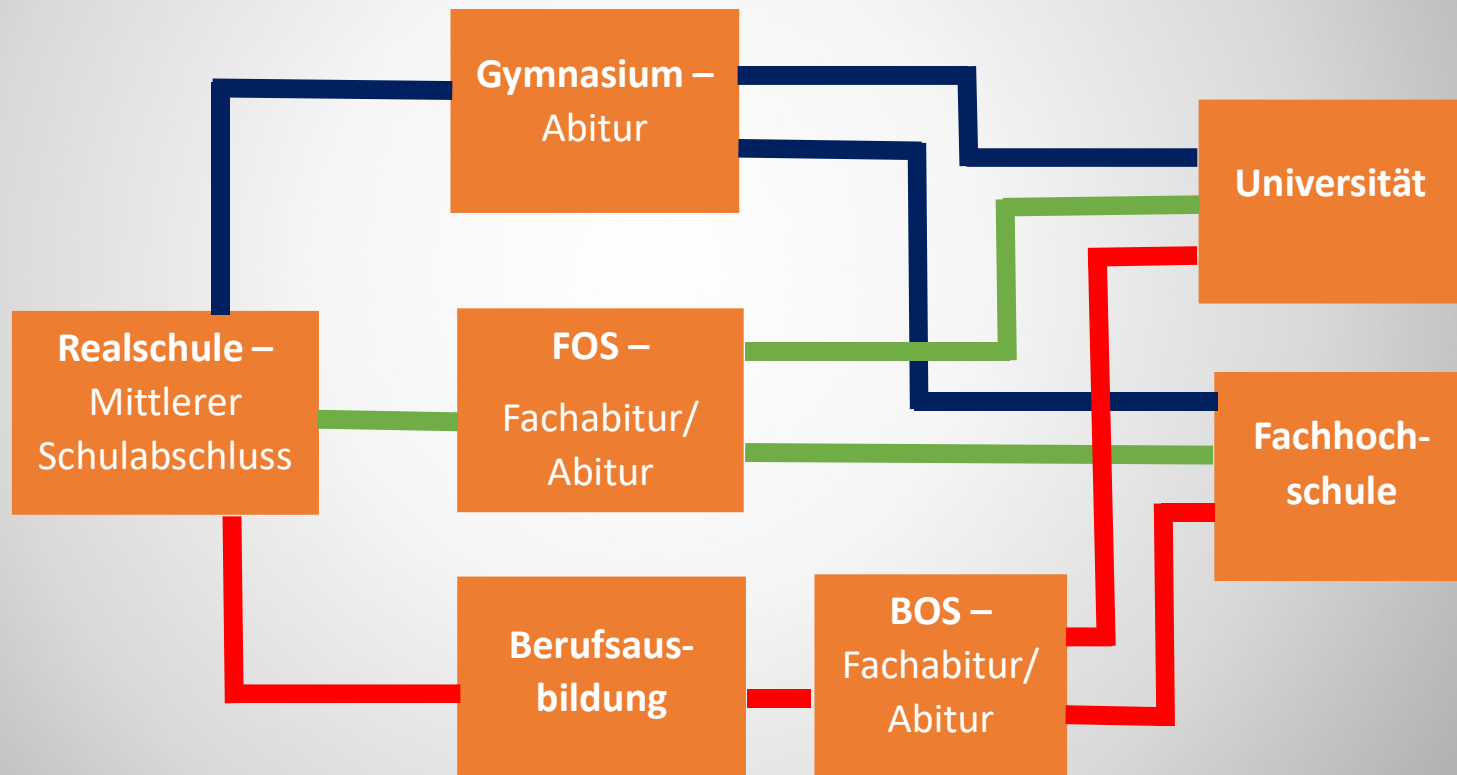 Gymnasium –
Abitur
Universität
Realschule –
Mittlerer
Schulabschluss
FOS –
Fachabitur/
Abitur
Fachhoch-
schule
Berufsaus-
bildung
BOS –
Fachabitur/
Abitur